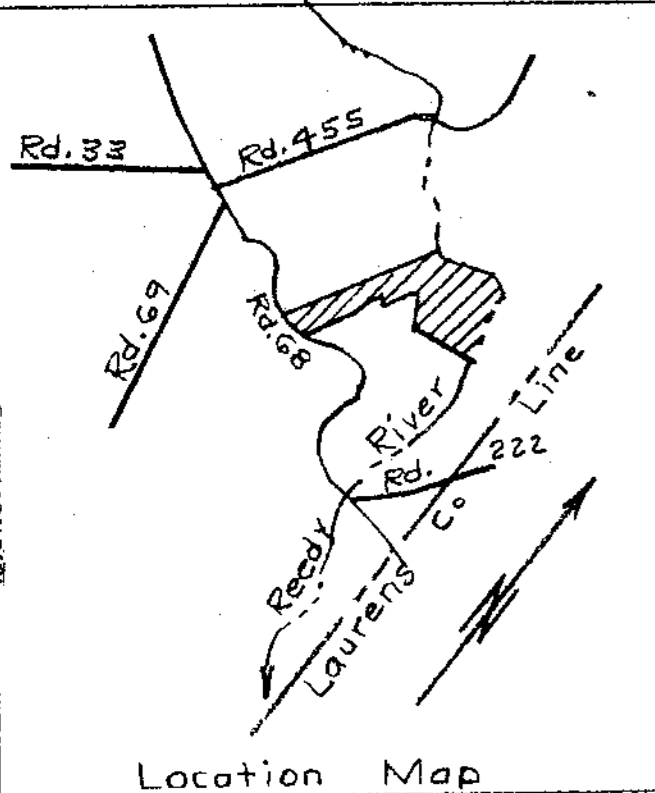 Rd. 455
Rd. 33
Rd. 69
Rd. 68
River
Rd. 222
Reedy
Laurens Co Line
N
Location Map